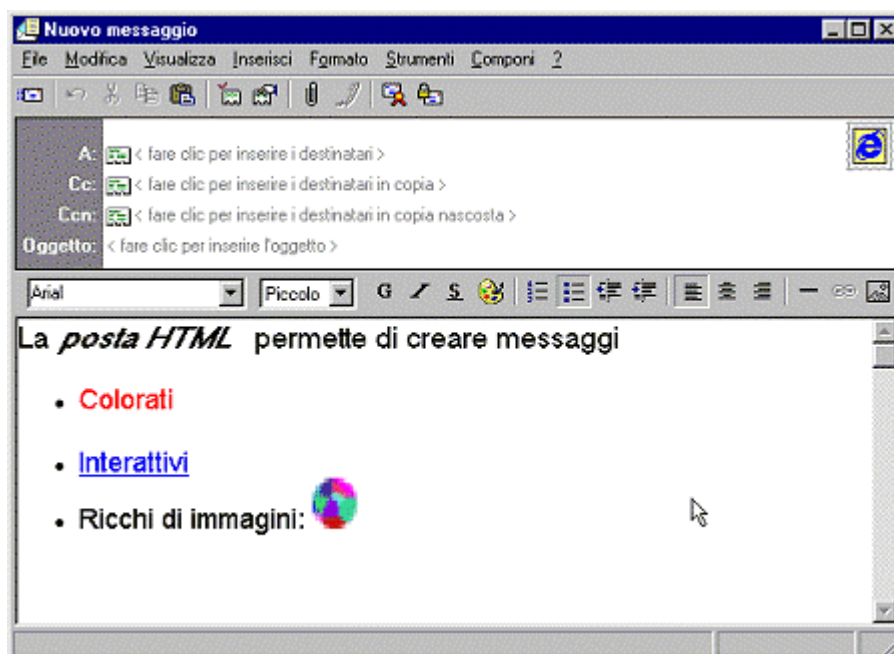 Nuovo messaggio
File Modifica Visualizza Inserisci Formato Strumenti Componi ?
A: < fare clic per inserire i destinatari >
Cc: < fare clic per inserire i destinatari in copia >
Ccn: < fare clic per inserire i destinatari in copia nascosta >
Oggetto: < fare clic per inserire l'oggetto >
Arial Piccolo G I S
La posta HTML permette di creare messaggi
• Colorati
• Interattivi
• Ricchi di immagini: